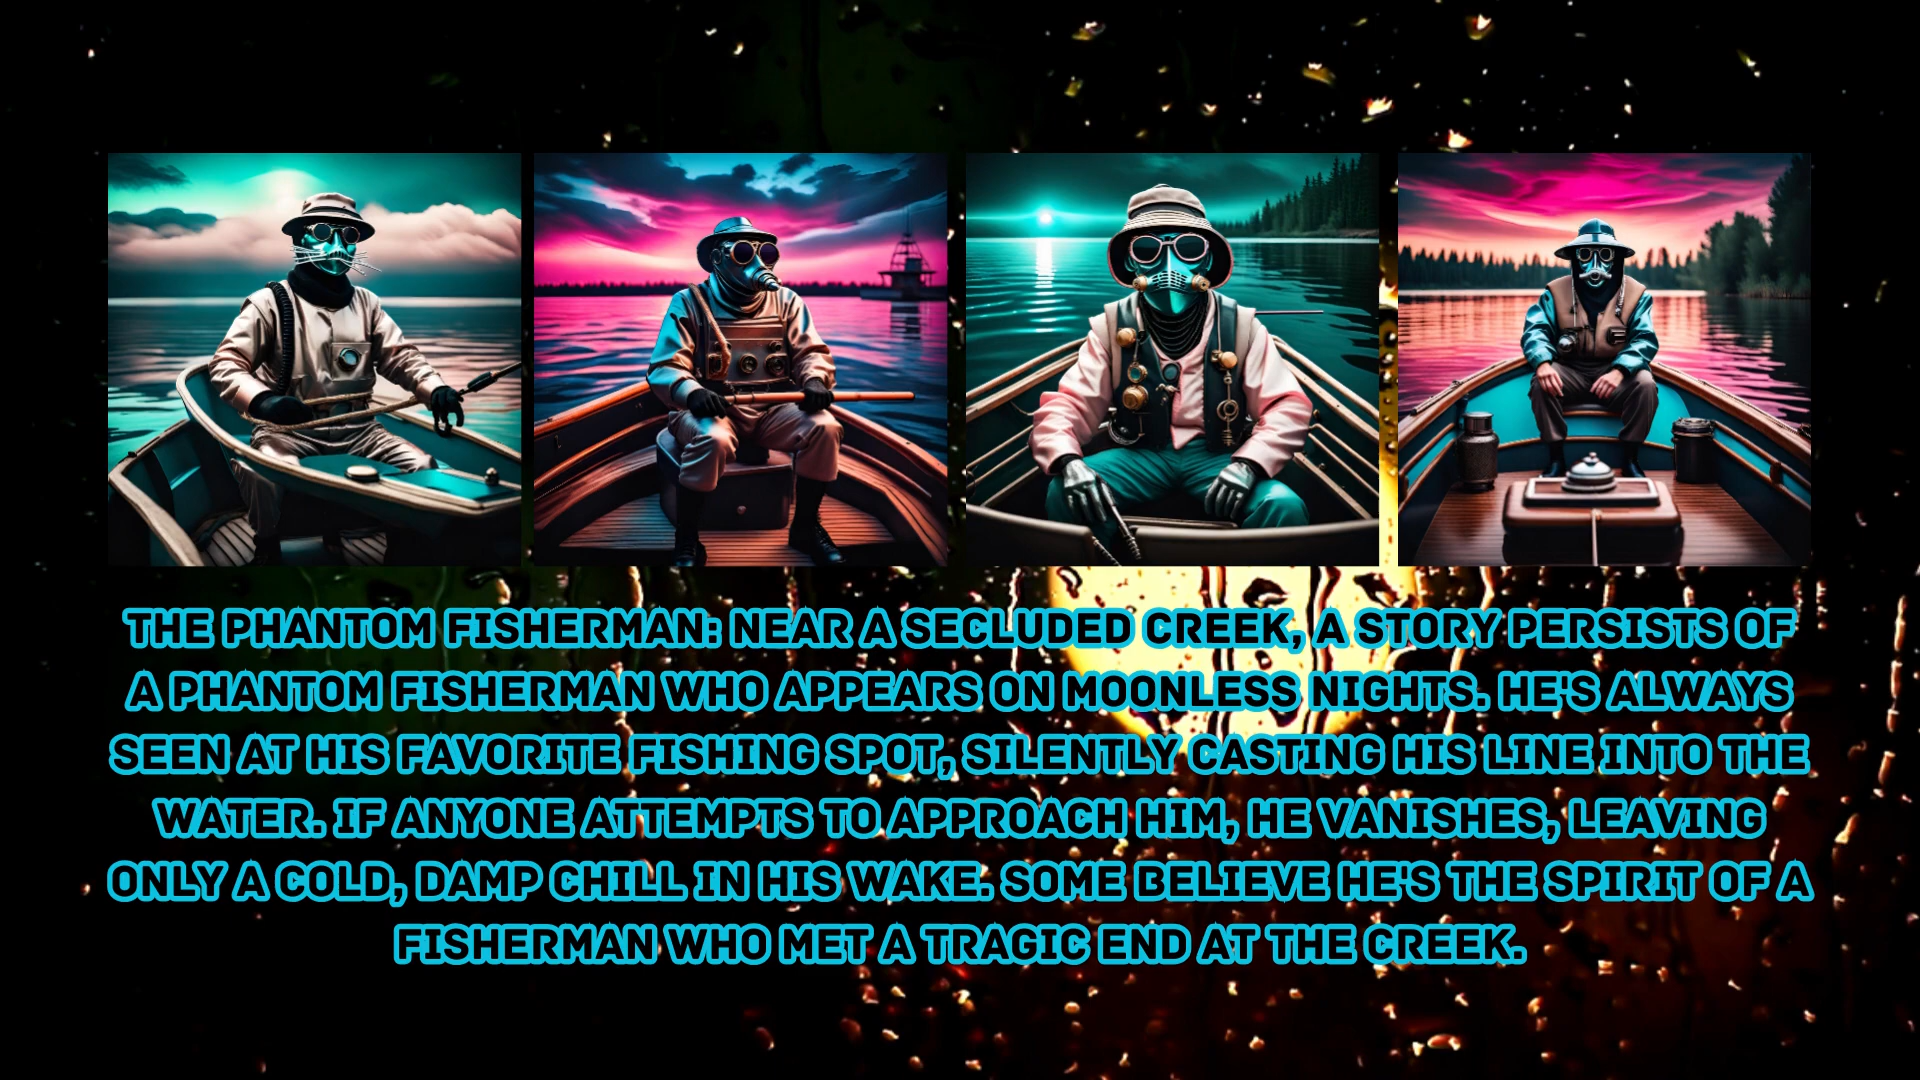 THE PHANTOM FISHERMAN: NEAR A SECLUDED CREEK, A STORY PERSISTS OF
A PHANTOM FISHERMAN WHO APPEARS ON MOONLESS NIGHTS. HE'S ALWAYS
SEEN AT HIS FAVORITE FISHING SPOT, SILENTLY CASTING HIS LINE INTO THE
WATER. IF ANYONE ATTEMPTS TO APPROACH HIM, HE VANISHES, LEAVING
ONLY A COLD, DAMP CHILL IN HIS WAKE. SOME BELIEVE HE'S THE SPIRIT OF A
FISHERMAN WHO MET A TRAGIC END AT THE CREEK.